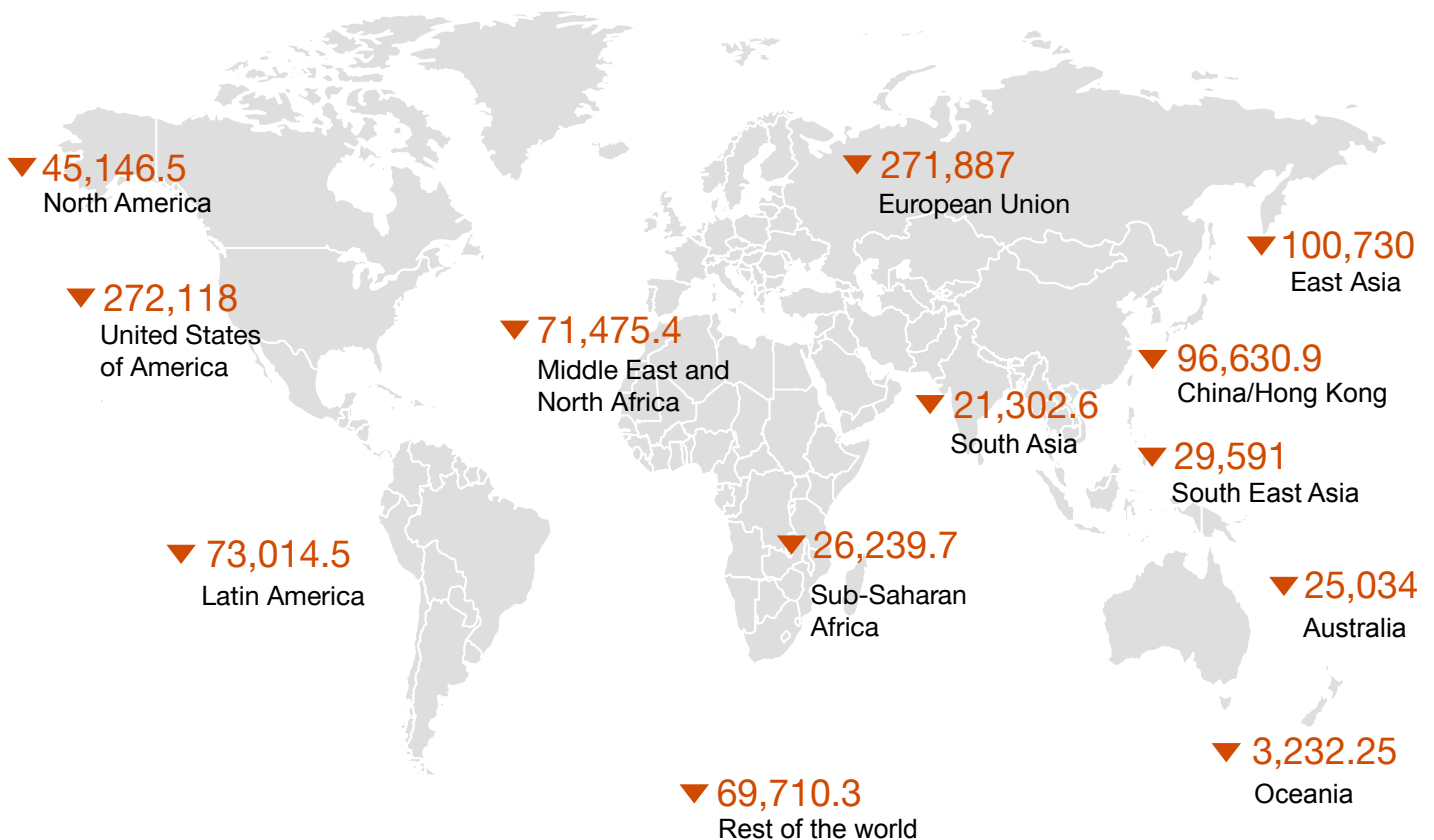 45,146.5
North America
271,887
European Union
100,730
East Asia
272,118
United States
of America
71,475.4
Middle East and
North Africa
96,630.9
China/Hong Kong
21,302.6
South Asia
29,591
South East Asia
73,014.5
Latin America
26,239.7
Sub-Saharan
Africa
25,034
Australia
3,232.25
Oceania
69,710.3
Rest of the world